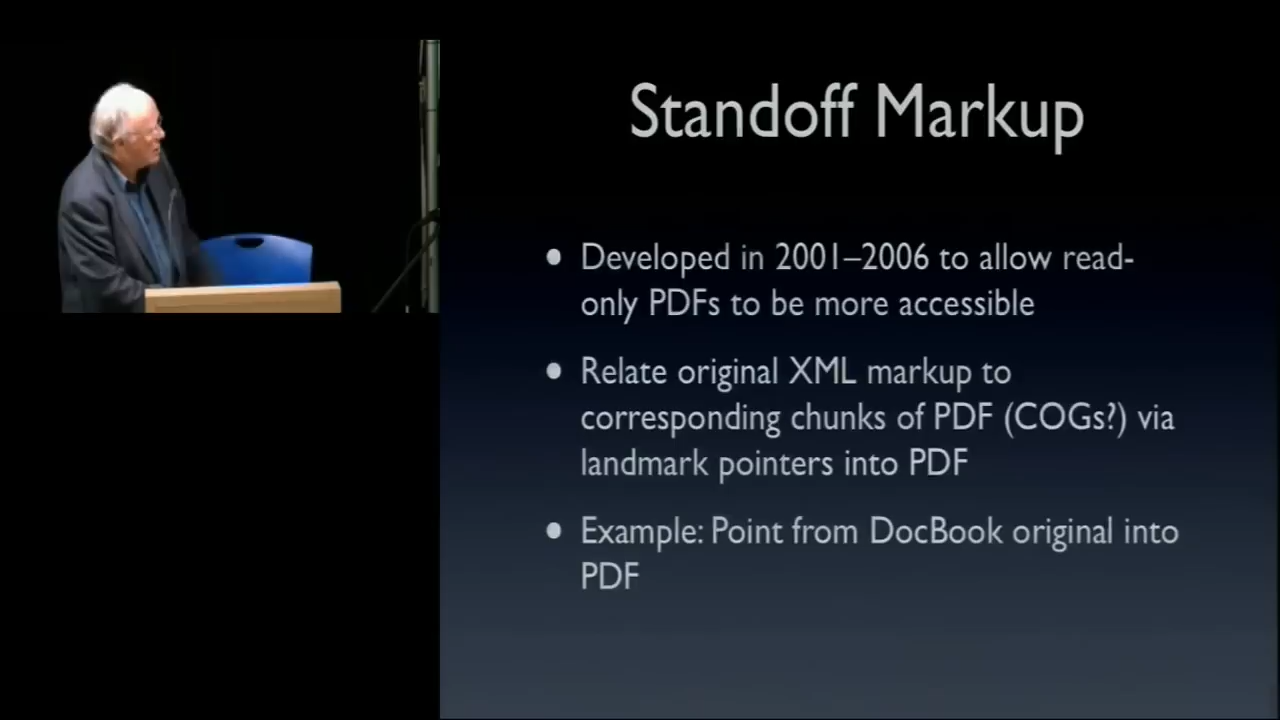 Standoff Markup
• Developed in 2001–2006 to allow read-
only PDFs to be more accessible
• Relate original XML markup to
corresponding chunks of PDF (COGs?) via
landmark pointers into PDF
• Example: Point from DocBook original into
PDF